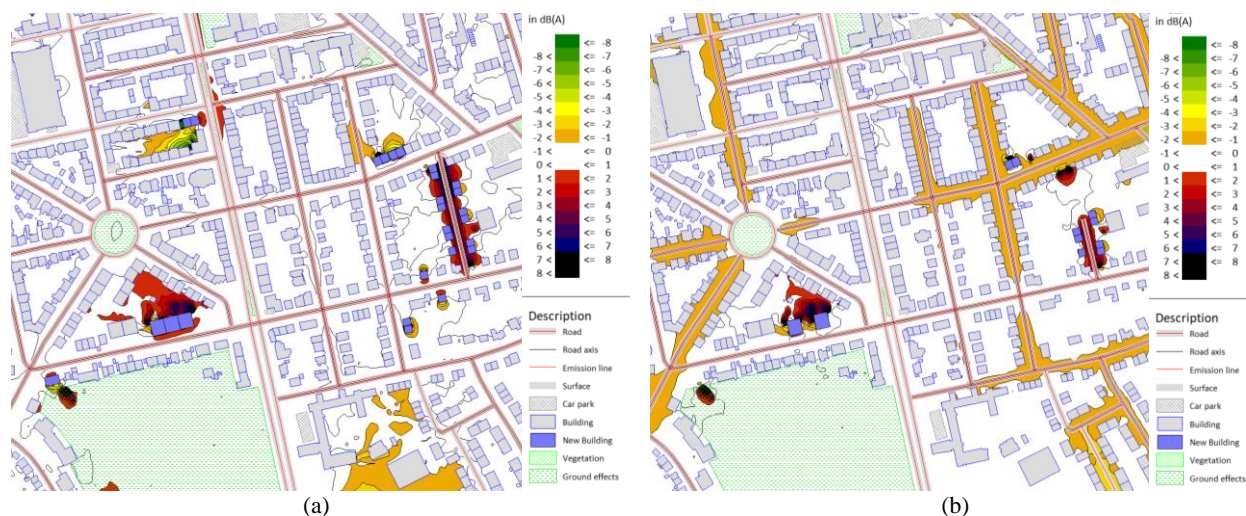 in dB(A)
<= -8
-8 < <= -7
-7 < <= -6
-6 < <= -5
-5 < <= -4
-4 < <= -3
-3 < <= -2
-2 < <= -1
-1 < <= 0
0 < <= 1
1 < <= 2
2 < <= 3
3 < <= 4
4 < <= 5
5 < <= 6
6 < <= 7
7 < <= 8
8 <
Description
Road
Road axis
Emission line
Surface
Car park
Building
New Building
Vegetation
Ground effects
(a)
in dB(A)
<= -8
-8 < <= -7
-7 < <= -6
-6 < <= -5
-5 < <= -4
-4 < <= -3
-3 < <= -2
-2 < <= -1
-1 < <= 0
0 < <= 1
1 < <= 2
2 < <= 3
3 < <= 4
4 < <= 5
5 < <= 6
6 < <= 7
7 < <= 8
8 <
Description
Road
Road axis
Emission line
Surface
Car park
Building
New Building
Vegetation
Ground effects
(b)